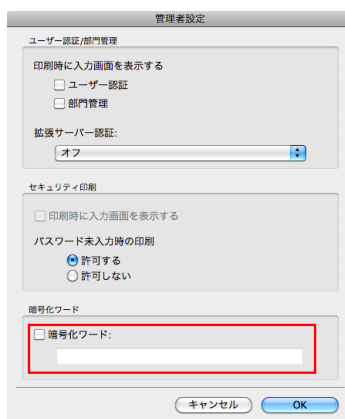 管理者設定
ユーザー認証/部門管理
印刷時に入力画面を表示する
ユーザー認証
部門管理
拡張サーバー認証:
オフ
セキュリティ印刷
印刷時に入力画面を表示する
パスワード未入力時の印刷
許可する
許可しない
暗号化ワード
暗号化ワード:
キャンセル OK